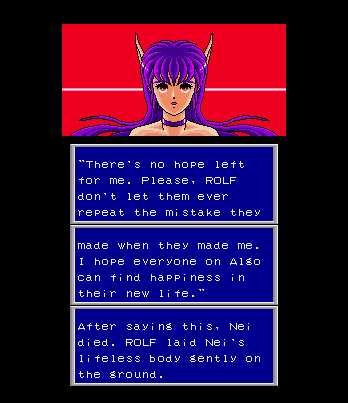 "There's no hope left
for me. Please, ROLF
don't let them ever
repeat the mistake they
made when they made me.
I hope everyone on Algo
can find happiness in
their new life."
After saying this, Nei
died. ROLF laid Nei's
lifeless body gently on
the ground.